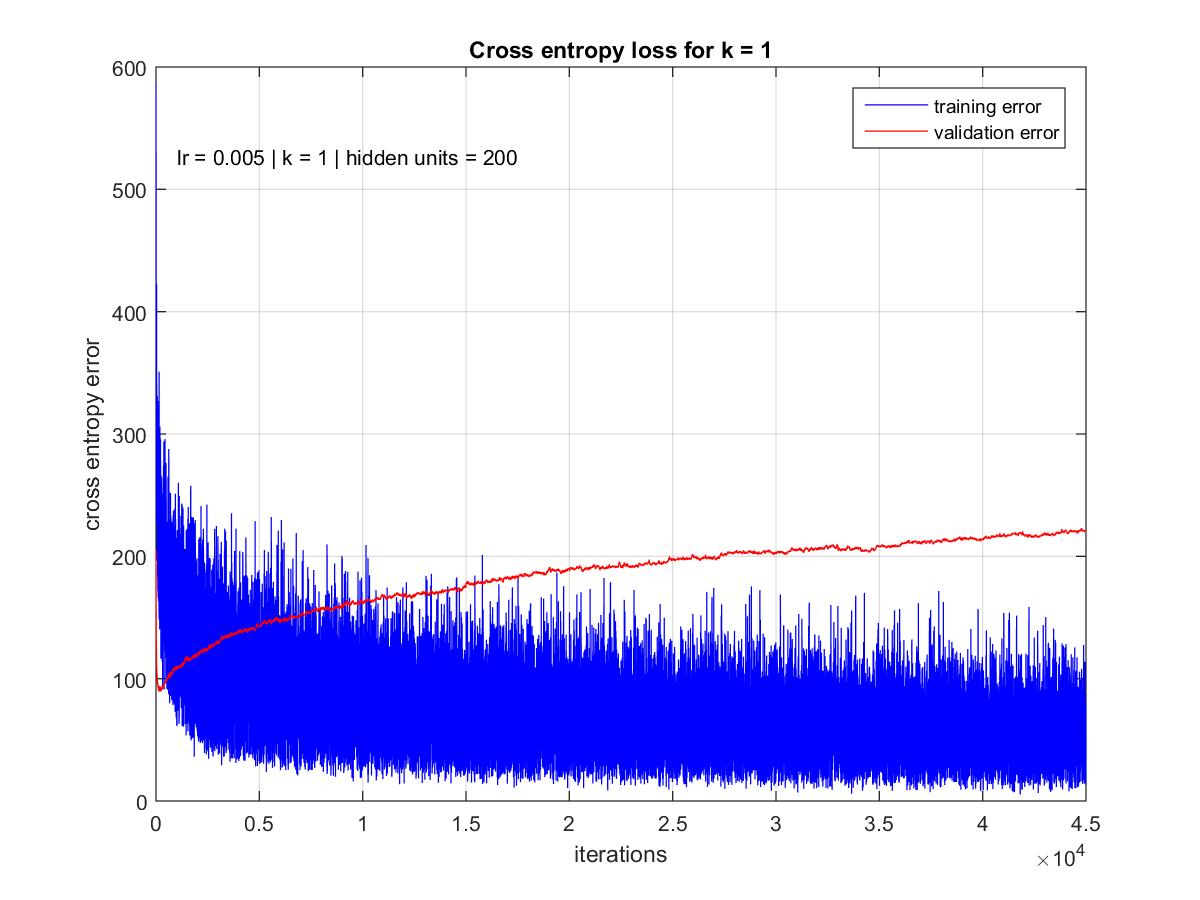 Cross entropy loss for k = 1
600
training error
validation error
lr = 0.005 | k = 1 | hidden units = 200
500
400
300
200
100
0
cross entropy error
0 0.5 1 1.5 2 2.5 3 3.5 4 4.5
iterations
×10⁴